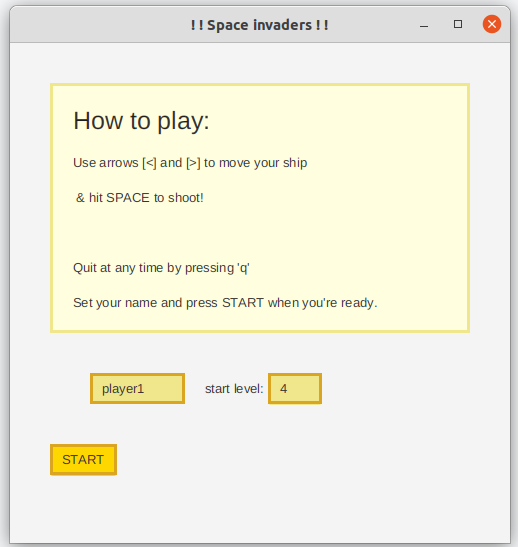 ! ! Space invaders ! !
How to play:
Use arrows [<] and [>] to move your ship
& hit SPACE to shoot!
Quit at any time by pressing 'q'
Set your name and press START when you're ready.
player1 start level: 4
START